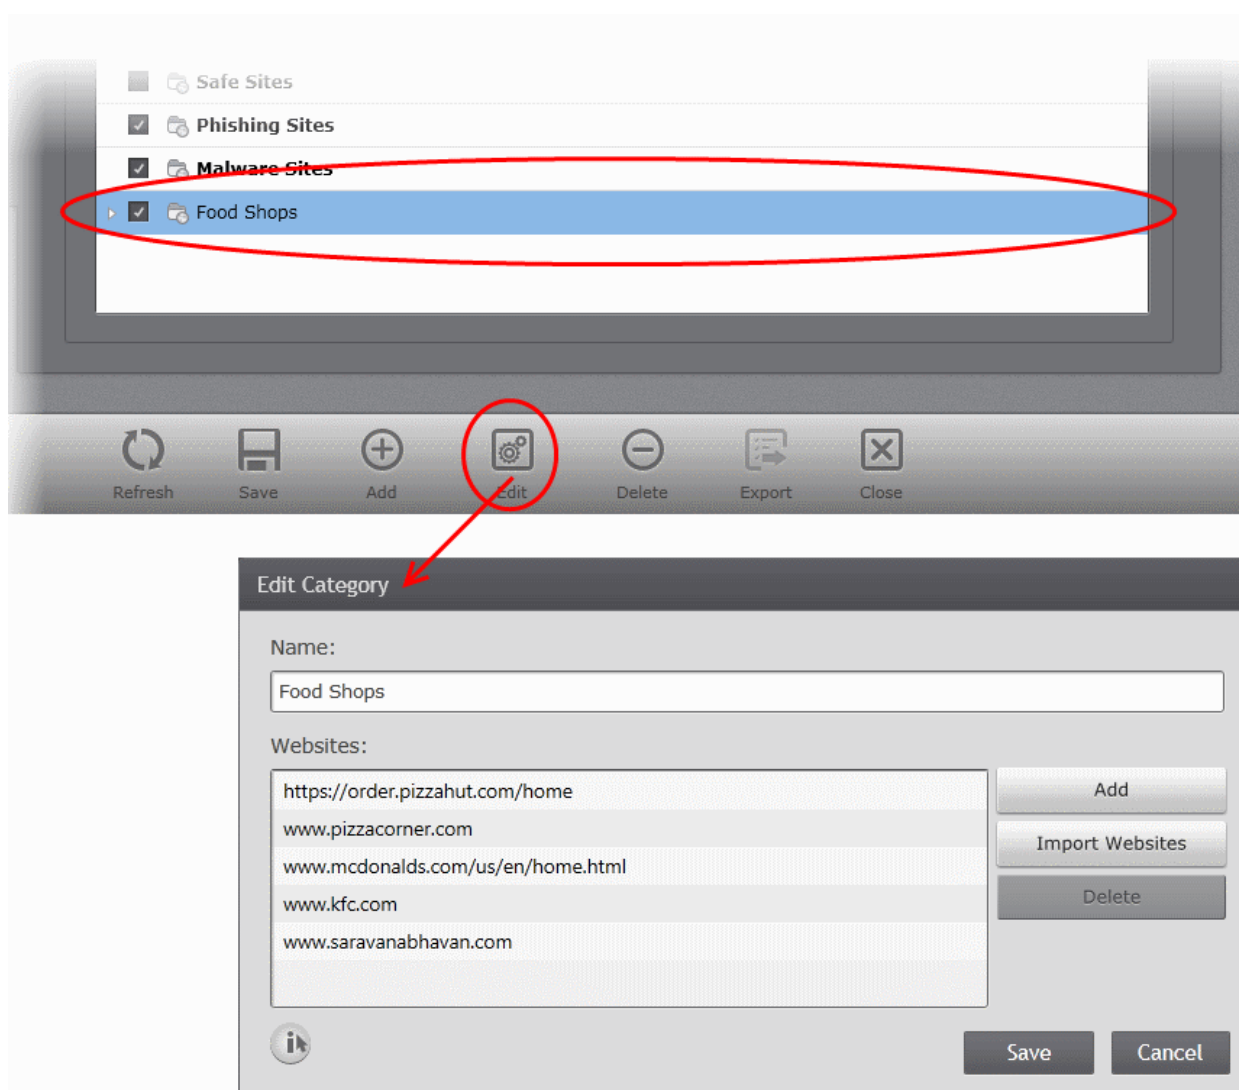 Safe Sites
Phishing Sites
Malware Sites
Food Shops
Refresh Save Add Edit Delete Export Close
Edit Category
Name:
Food Shops
Websites:
https://order.pizzahut.com/home
Add
www.pizzacorner.com
Import Websites
www.mcdonalds.com/us/en/home.html
www.kfc.com
Delete
www.saravanabhavan.com
Save Cancel